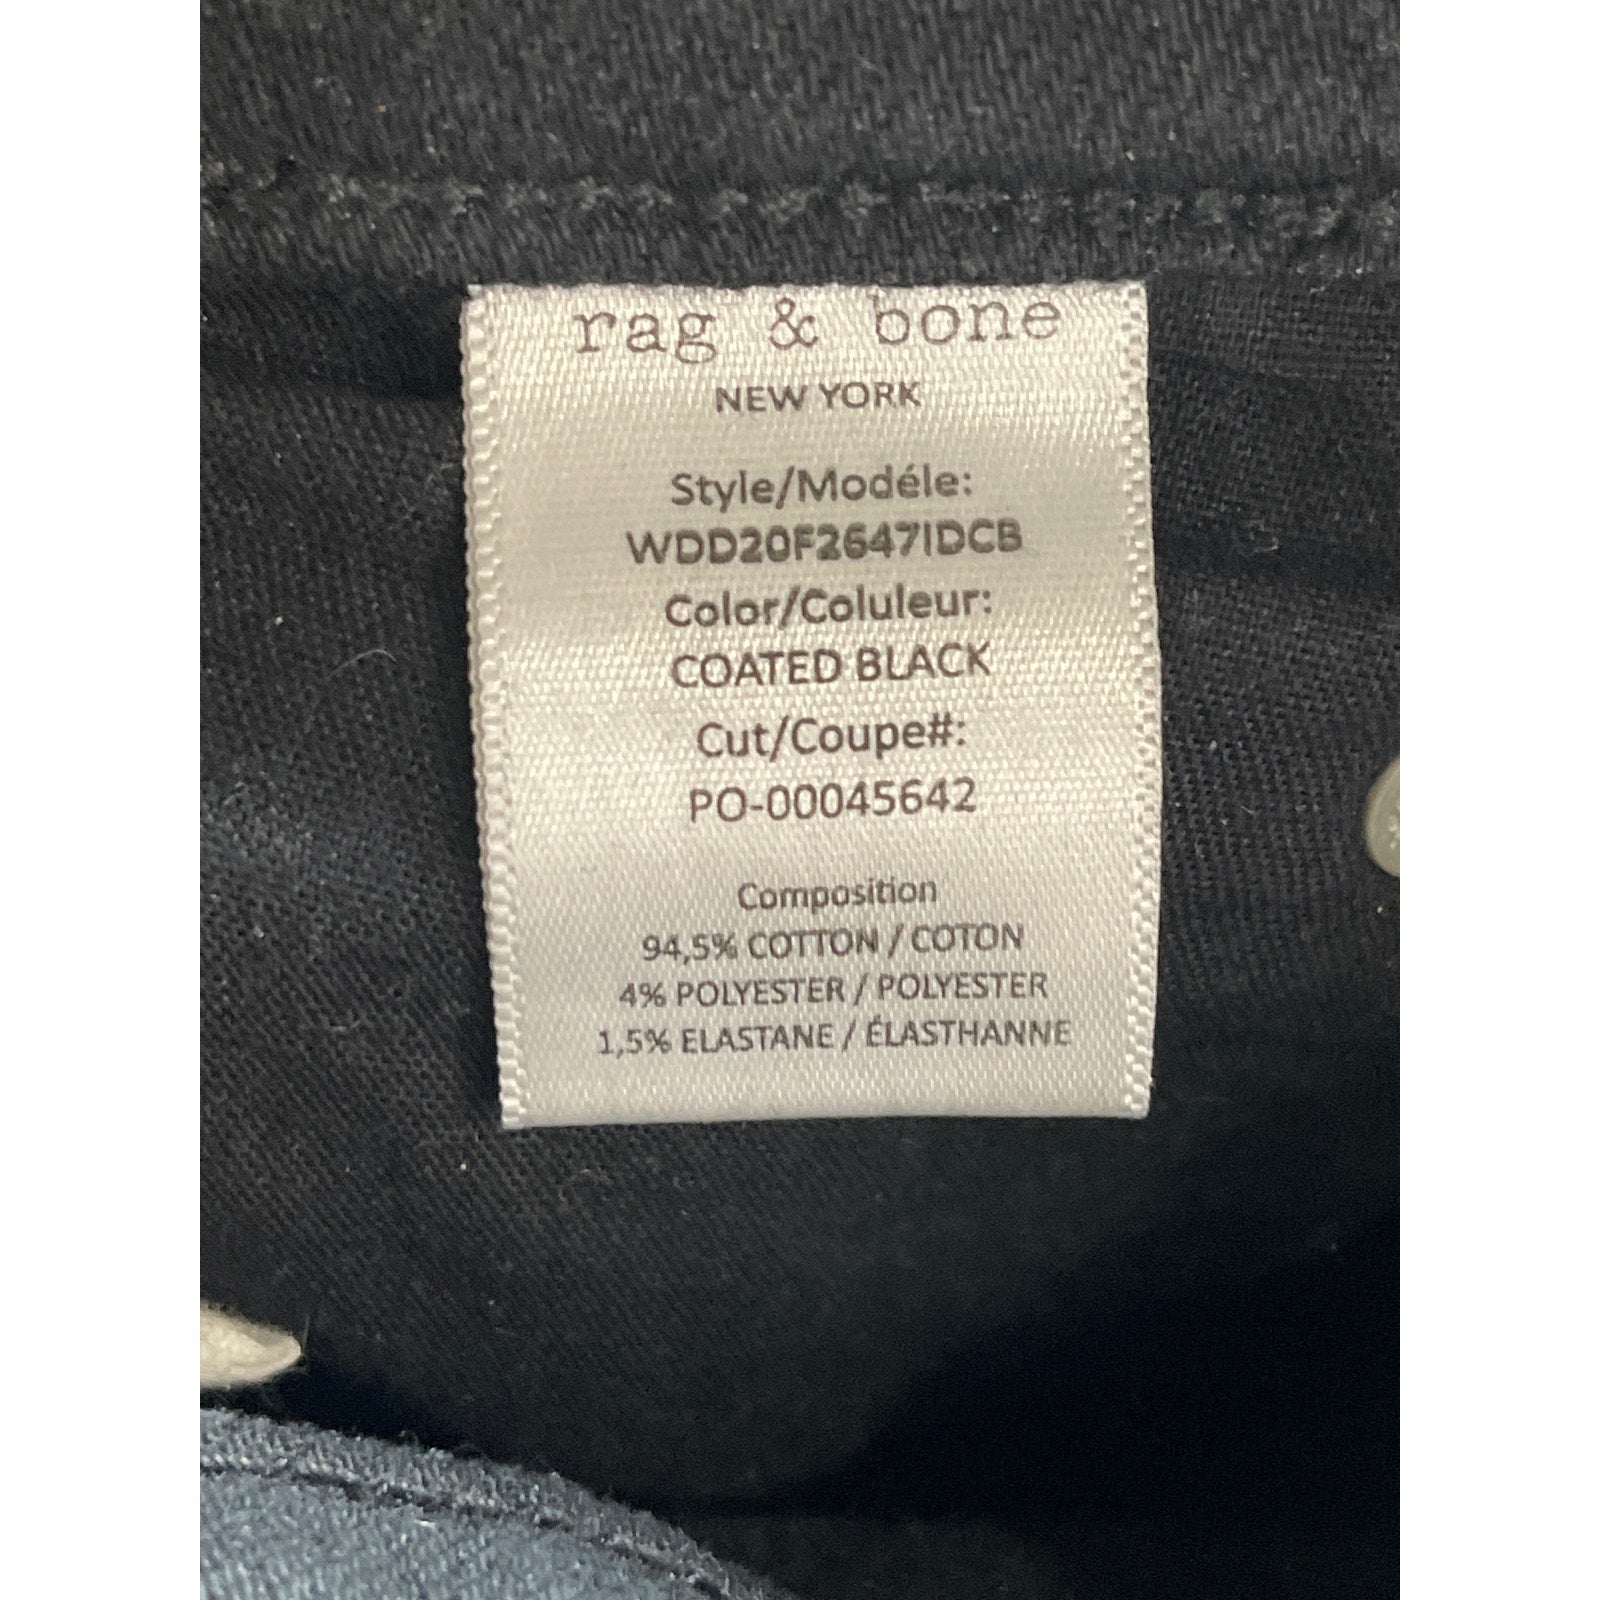 rag & bone
NEW YORK
Style/Modéle:
WDD20F2647IDCB
Color/Coluleur:
COATED BLACK
Cut/Coupe#:
PO-00045642
Composition
94,5% COTTON / COTON
4% POLYESTER / POLYESTER
1,5% ELASTANE / ÉLASTHANNE